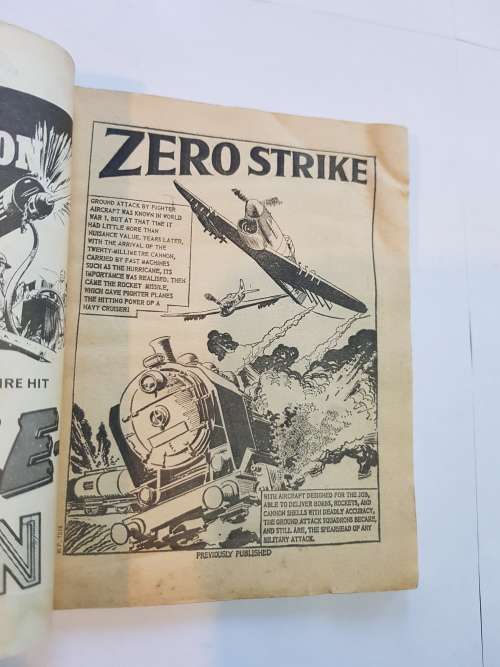 ZERO STRIKE
GROUND ATTACK BY FIGHTER
AIRCRAFT WAS KNOWN IN WORLD
WAR 1, BUT AT THAT TIME IT
HAD LITTLE MORE THAN
NUISANCE VALUE. YEARS LATER,
WITH THE ARRIVAL OF THE
TWENTY-MILLIMETRE CANNON,
CARRIED BY FAST MACHINES
SUCH AS THE HURRICANE, ITS
IMPORTANCE WAS REALISED. THEN
CAME THE ROCKET MISSILE,
WHICH GAVE FIGHTER PLANES
THE HITTING POWER OF A
NAVY CRUISER!
ON
IRE HIT
E
N
WITH AIRCRAFT DESIGNED FOR THE JOB,
ABLE TO DELIVER BOMBS, ROCKETS, AND
CANNON SHELLS WITH DEADLY ACCURACY,
THE GROUND ATTACK SQUADRONS BECAME,
AND STILL ARE, THE SPEARHEAD OF ANY
MILITARY ATTACK.
PREVIOUSLY PUBLISHED